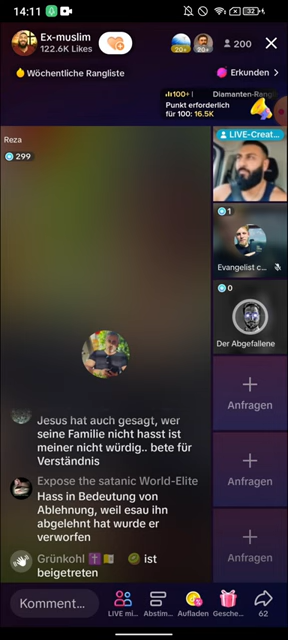 14:11
Ex-muslim
122.6K Likes
20+
20+
200
Wöchentliche Rangliste
Erkunden >
100+
Diamanten-Rang
Punkt erforderlich
für 100: 16.5K
Reza
299
LIVE-Creat...
1
Evangelist c...
0
Der Abgefallene
Anfragen
Anfragen
Anfragen
Jesus hat auch gesagt, wer
seine Familie nicht hasst ist
meiner nicht würdig.. bete für
Verständnis
Expose the satanic World-Elite
Hass in Bedeutung von
Ablehnung, weil esau ihn
abgelehnt hat wurde er
verworfen
Grünkohl ist
beigetreten
Komment...
LIVE mi...
Abstim...
Aufladen
Gesche...
62